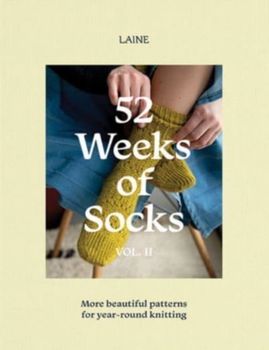 LAINE
52
Weeks
of
Socks
VOL. II
More beautiful patterns
for year-round knitting